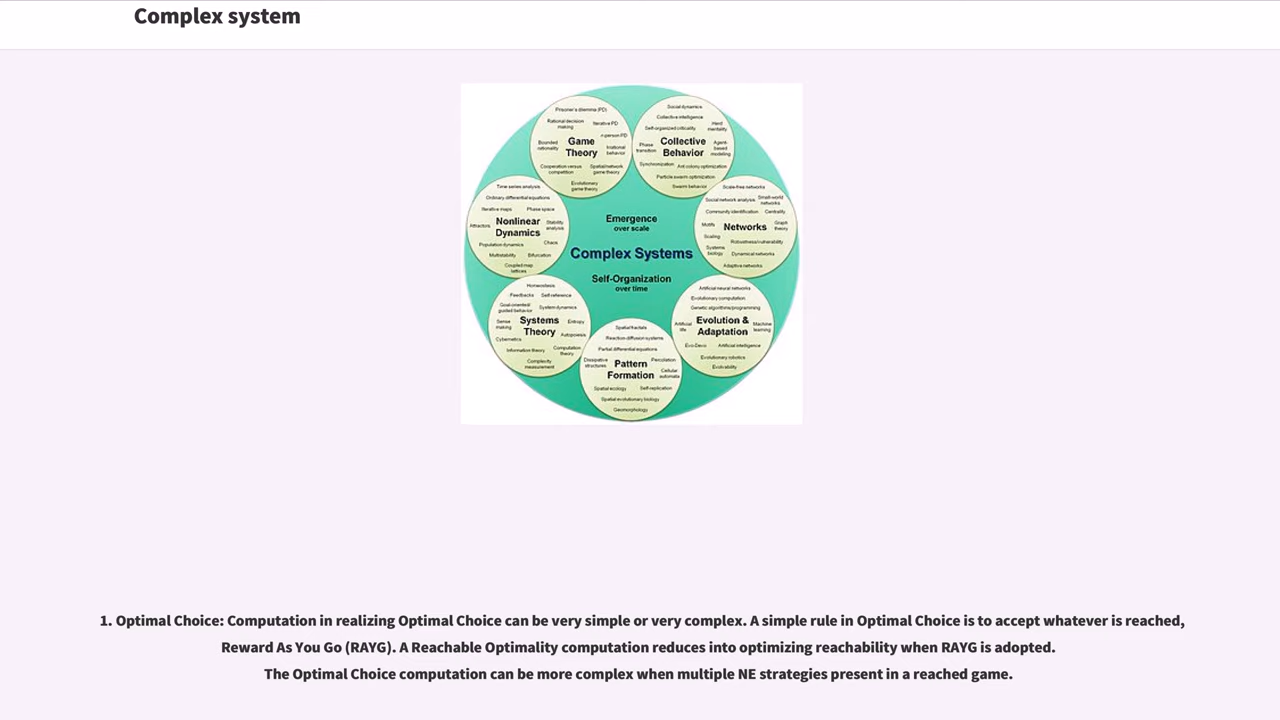 Complex system
Prisoner's dilemma (PD)
Rational decision making
Iterative PD
n-person PD
Bounded rationality
Game Theory
Irrational behavior
Cooperation versus competition
Spatial/network game theory
Evolutionary game theory
Social dynamics
Collective intelligence
Self-organized criticality
Herd mentality
Phase transition
Collective Behavior
Agent-based modeling
Synchronization
Ant colony optimization
Particle swarm optimization
Swarm behavior
Time series analysis
Ordinary differential equations
Iterative maps
Phase space
Attractors
Nonlinear Dynamics
Stability analysis
Population dynamics
Chaos
Multistability
Bifurcation
Coupled map lattices
Emergence
over scale
Complex Systems
Self-Organization
over time
Scale-free networks
Social network analysis
Small-world networks
Community identification
Centrality
Motifs
Networks
Graph theory
Scaling
Robustness/vulnerability
Systems biology
Dynamical networks
Adaptive networks
Homeostasis
Feedbacks
Self-reference
Goal-oriented/ guided behavior
System dynamics
Sense making
Systems Theory
Entropy
Cybernetics
Autopoiesis
Information theory
Computation theory
Complexity measurement
Spatial fractals
Reaction-diffusion systems
Partial differential equations
Dissipative structures
Pattern Formation
Percolation
Cellular automata
Spatial ecology
Self-replication
Spatial evolutionary biology
Geomorphology
Artificial neural networks
Evolutionary computation
Genetic algorithms/programming
Artificial life
Evolution & Adaptation
Machine learning
Evo-Devo
Artificial intelligence
Evolutionary robotics
Evolvability
1. Optimal Choice: Computation in realizing Optimal Choice can be very simple or very complex. A simple rule in Optimal Choice is to accept whatever is reached,
Reward As You Go (RAYG). A Reachable Optimality computation reduces into optimizing reachability when RAYG is adopted.
The Optimal Choice computation can be more complex when multiple NE strategies present in a reached game.